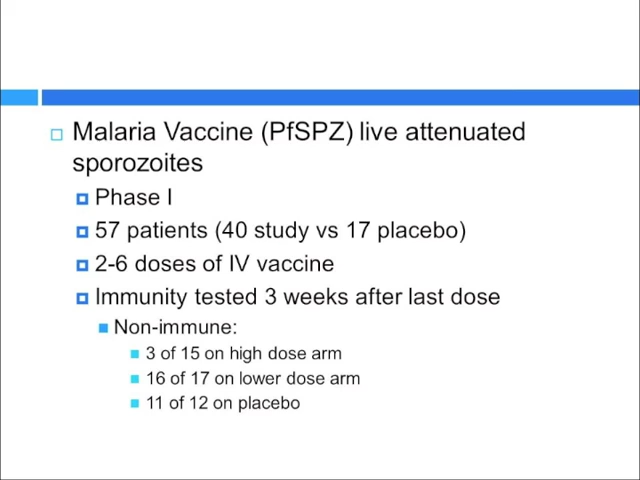 Malaria Vaccine (PfSPZ) live attenuated
sporozoites
Phase I
57 patients (40 study vs 17 placebo)
2-6 doses of IV vaccine
Immunity tested 3 weeks after last dose
Non-immune:
3 of 15 on high dose arm
16 of 17 on lower dose arm
11 of 12 on placebo